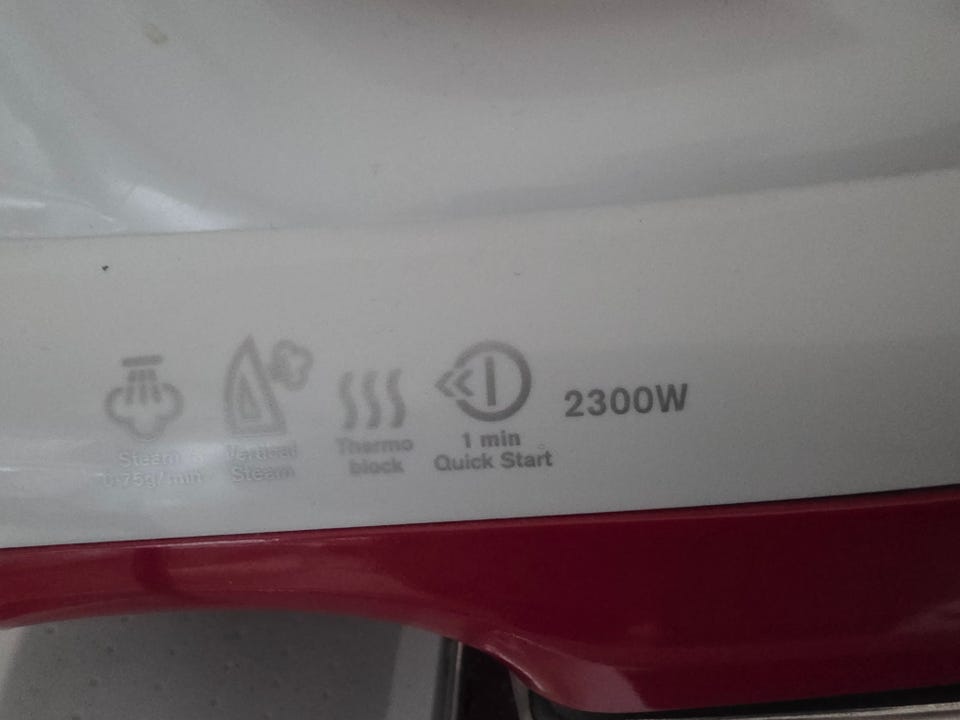 Steam
Vertical
Steam
Thermo
block
1 min
Quick Start
2300W